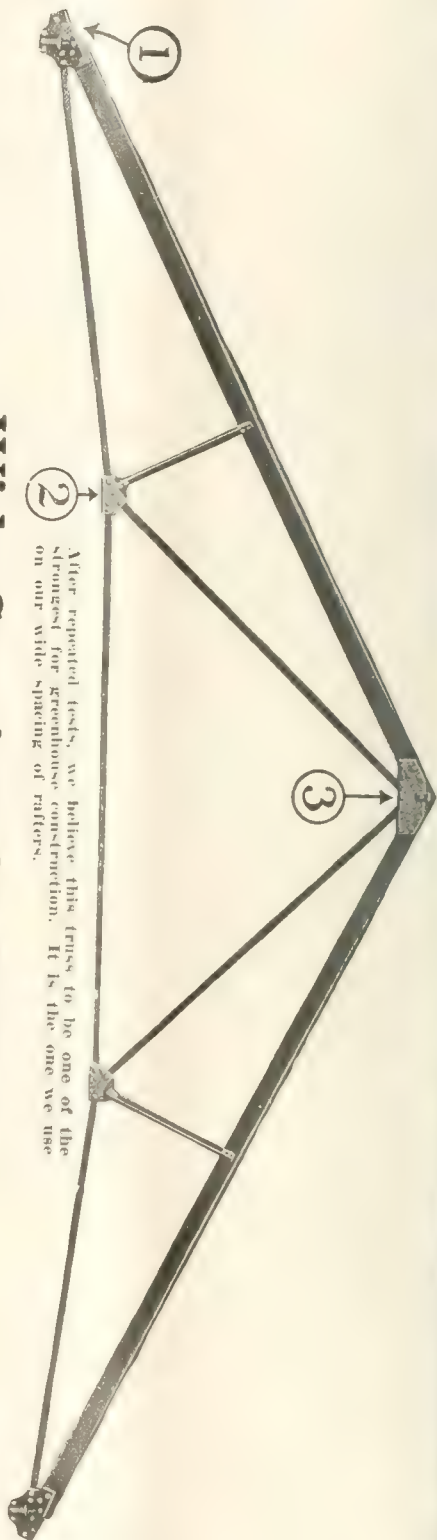 ①
②
③
After repeated tests, we believe this truss to be one of the
strongest for greenhouse construction. It is the one we use
on our wide spacing of rafters.